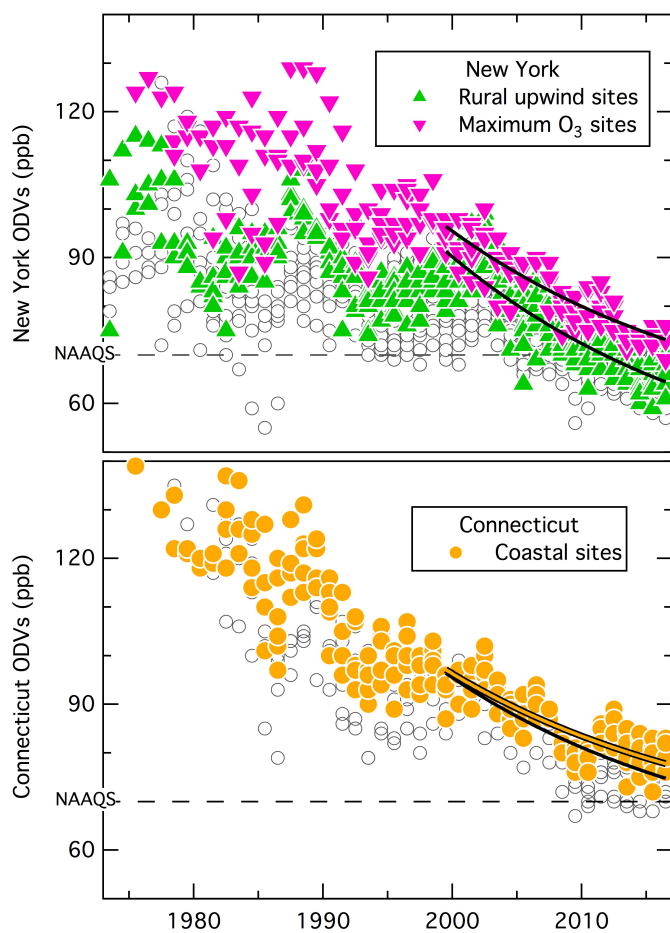 New York ODVs (ppb)
120
90
NAAQS
60
New York
Rural upwind sites
Maximum O₃ sites
Connecticut ODVs (ppb)
120
90
NAAQS
60
Connecticut
Coastal sites
1980 1990 2000 2010